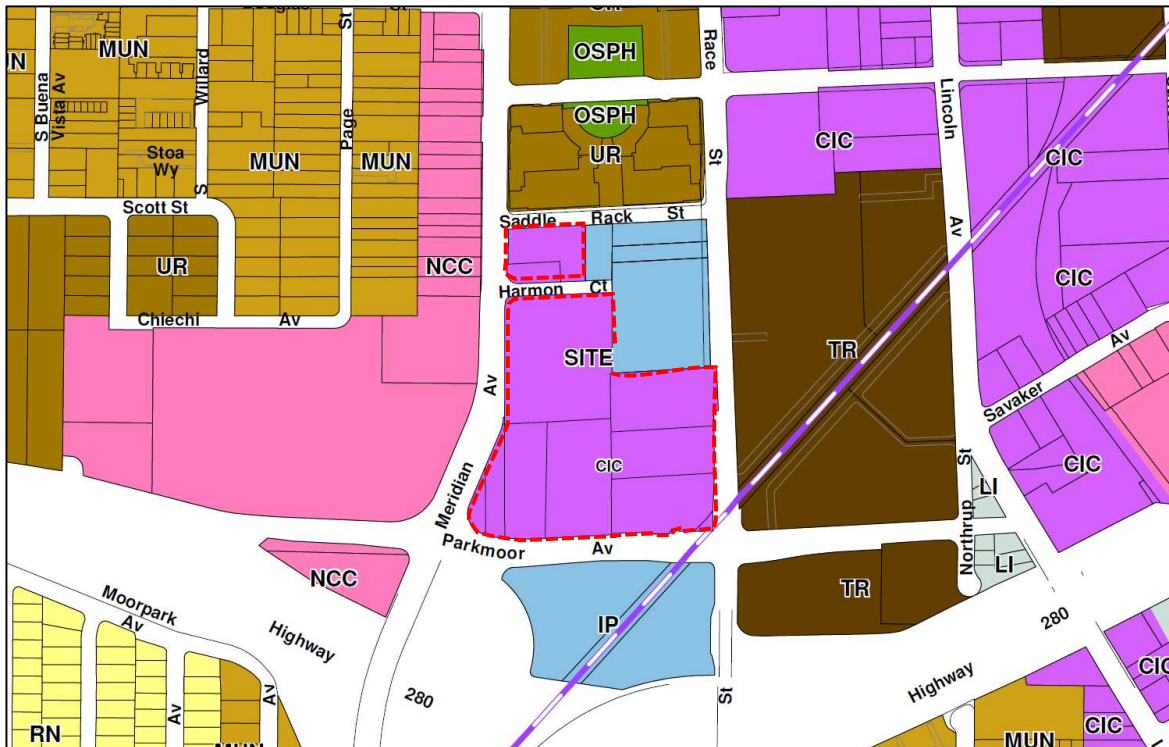 St
MUN
UN
S Buena
Vista Av
Willard
S
Stoa
Wy
MUN
Page
MUN
OSPH
OSPH
UR
Race
St
CIC
Lincoln
Av
CIC
Scott St
UR
Chiechi
Av
NCC
Saddle
Rack
St
Harmon
Ct
SITE
Av
Meridian
CIC
TR
CIC
Savaker
Av
CIC
Northrup
St
LI
LI
Parkmoor
Av
NCC
IP
TR
Moorpark
Av
Highway
280
280
Highway
St
RN
Av
Av
MUN
MUN
CIC
CIC